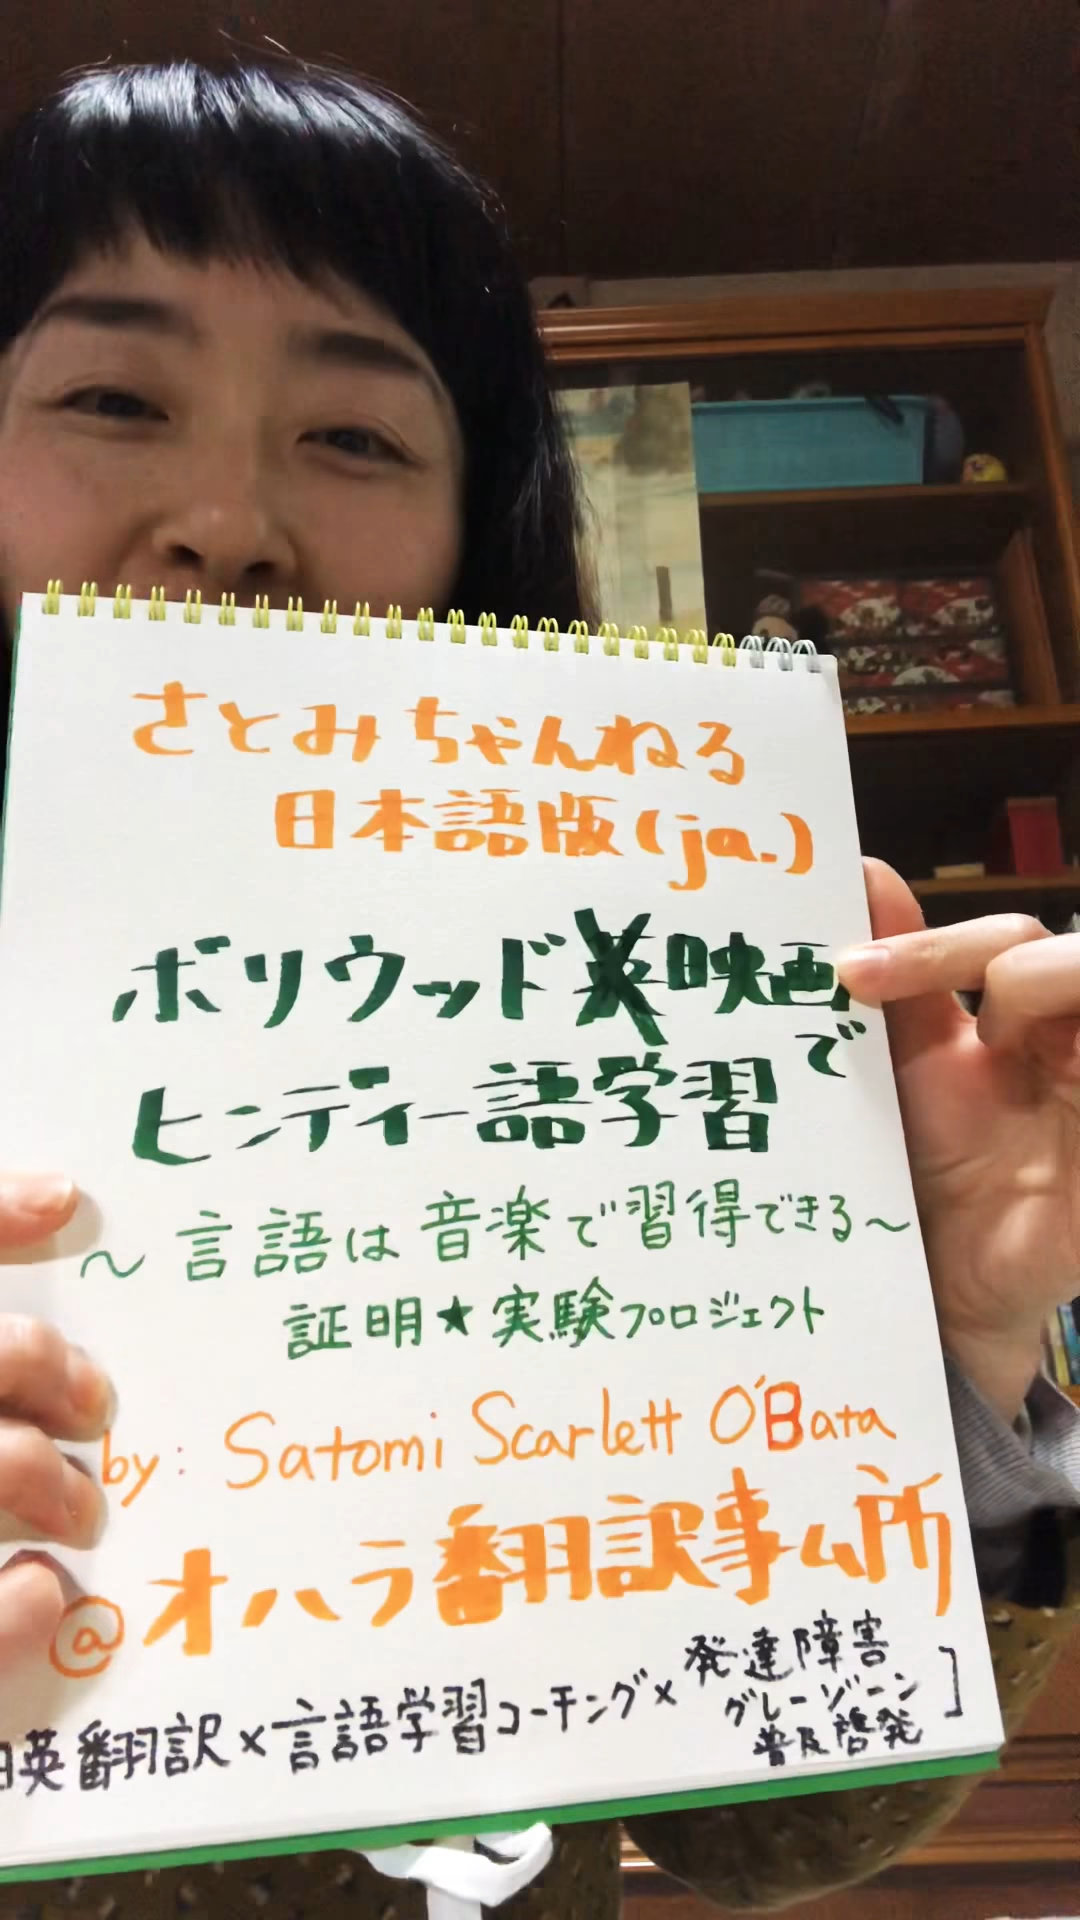 さとみちゃんねる
日本語版(ja.)
ボリウッド映画で
ヒンディー語学習
～言語は音楽で習得できる～
証明★実験プロジェクト
by: Satomi Scarlett O'Bata
@オハラ翻訳事ム所
日英翻訳×言語学習コーチング×発達障害
グレーゾーン
普及啓発]